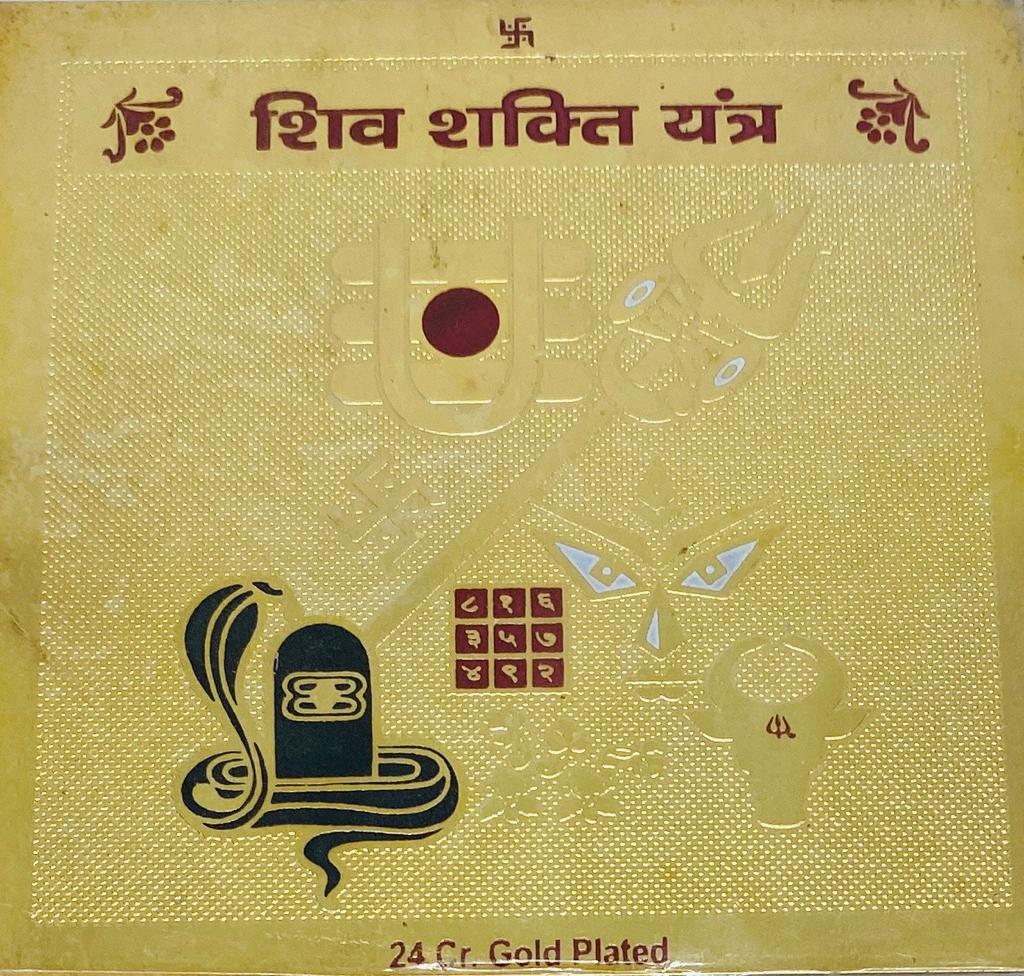 शिव शक्ति यंत्र
८ १ ६
३ ५ ७
४ ९ २
24 Cr. Gold Plated